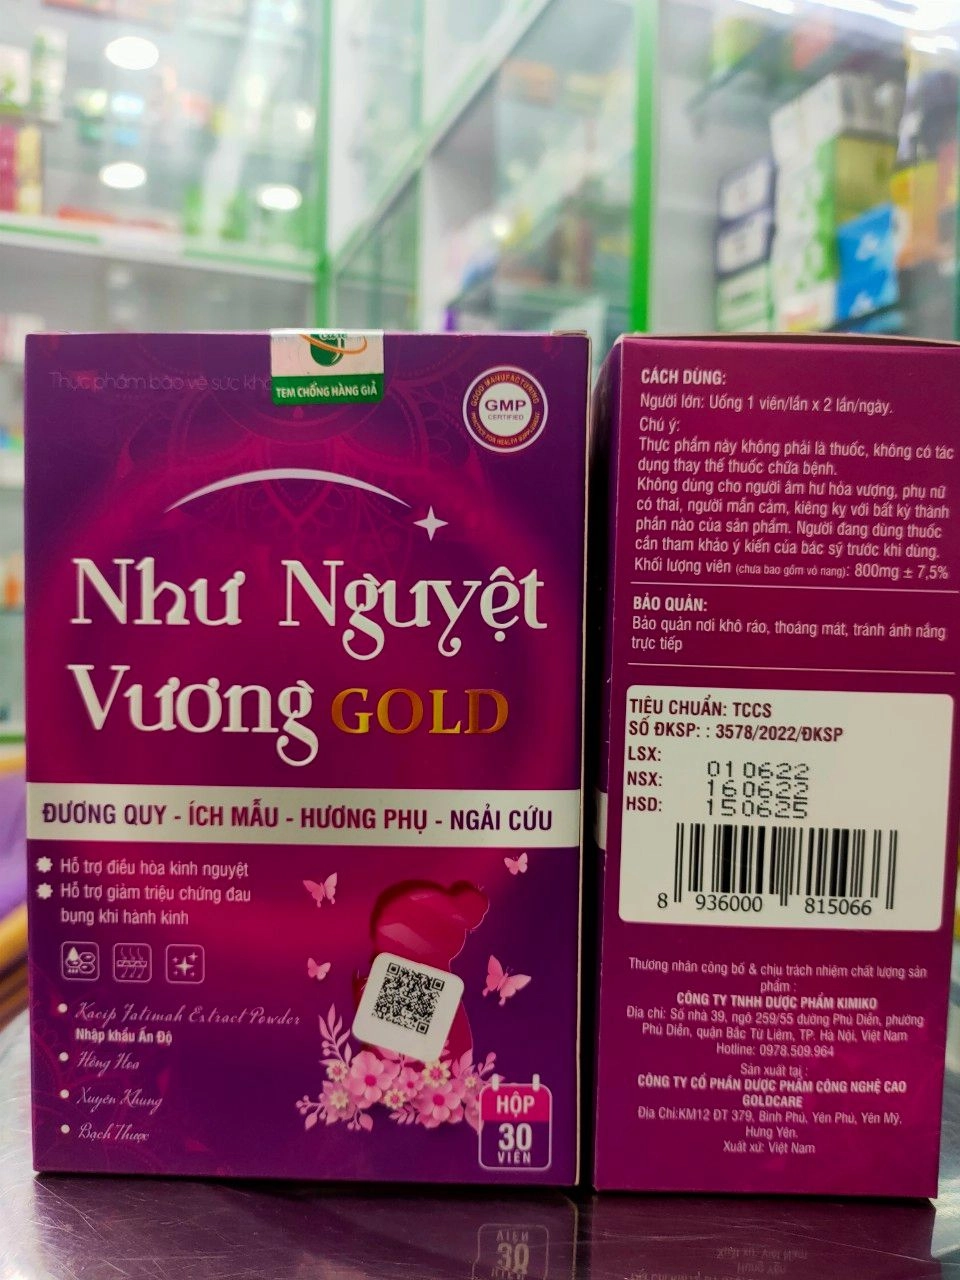 Thực phẩm bảo vệ sức
TEM CHỐNG HÀNG GIẢ
GOOD MANUFACTURING
GMP
CERTIFIED
PRACTICE FOR HEALTH SUPPLEMENT
Như Nguyệt
Vương GOLD
ĐƯƠNG QUY - ÍCH MẪU - HƯƠNG PHỤ - NGẢI CỨU
Hỗ trợ điều hòa kinh nguyệt
Hỗ trợ giảm triệu chứng đau
bụng khi hành kinh
Kacip Fatimah Extract Powder
Nhập khẩu Ấn Độ
Hồng Hoa
Xuyên Khung
Bạch Thược
HỘP
30
VIÊN
CÁCH DÙNG:
Người lớn: Uống 1 viên/lần x 2 lần/ngày.
Chú ý:
Thực phẩm này không phải là thuốc, không có tác
dụng thay thế thuốc chữa bệnh.
Không dùng cho người âm hư hỏa vượng, phụ nữ
có thai, người mẫn cảm, kiêng kỵ với bất kỳ thành
phần nào của sản phẩm. Người đang dùng thuốc
cần tham khảo ý kiến của bác sỹ trước khi dùng.
Khối lượng viên (chưa bao gồm vỏ nang): 800mg ± 7,5%
BẢO QUẢN:
Bảo quản nơi khô ráo, thoáng mát, tránh ánh nắng
trực tiếp
TIÊU CHUẨN: TCCS
SỐ ĐKSP: : 3578/2022/ĐKSP
LSX: 010622
NSX: 160622
HSD: 150625
8 936000 815066
Thương nhân công bố & chịu trách nhiệm chất lượng sản
phẩm :
CÔNG TY TNHH DƯỢC PHẨM KIMIKO
Địa chỉ: Số nhà 39, ngõ 259/55 đường Phú Diễn, phường
Phú Diễn, quận Bắc Từ Liêm, TP. Hà Nội, Việt Nam
Hotline: 0978.509.964
Sản xuất tại :
CÔNG TY CỔ PHẦN DƯỢC PHẨM CÔNG NGHỆ CAO
GOLDCARE
Địa Chỉ:KM12 DT 379, Bình Phú, Yên Phú, Yên Mỹ,
Hưng Yên.
Xuất xứ: Việt Nam